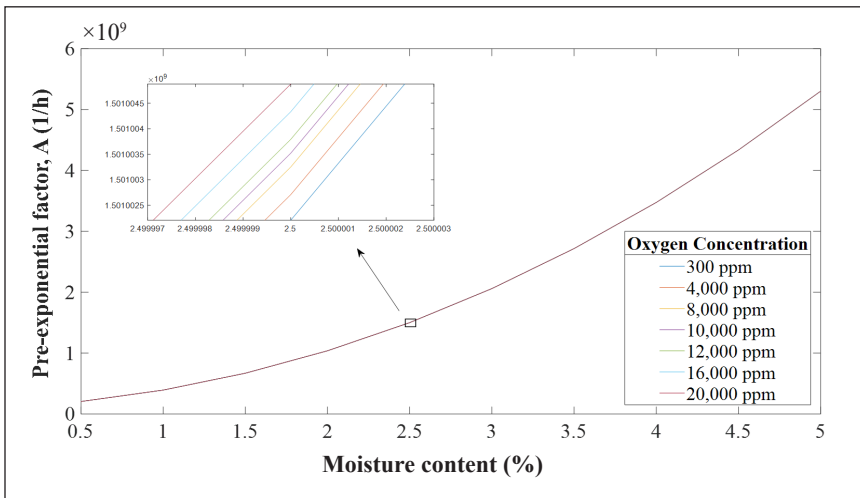 ×10⁹
6
5
4
3
2
1
0
Pre-exponential factor, A (1/h)
×10⁹
1.5010045
1.501004
1.5010035
1.501003
1.5010025
2.499997 2.499998 2.499999 2.5 2.500001 2.500002 2.500003
Oxygen Concentration
300 ppm
4,000 ppm
8,000 ppm
10,000 ppm
12,000 ppm
16,000 ppm
20,000 ppm
0.5 1 1.5 2 2.5 3 3.5 4 4.5 5
Moisture content (%)